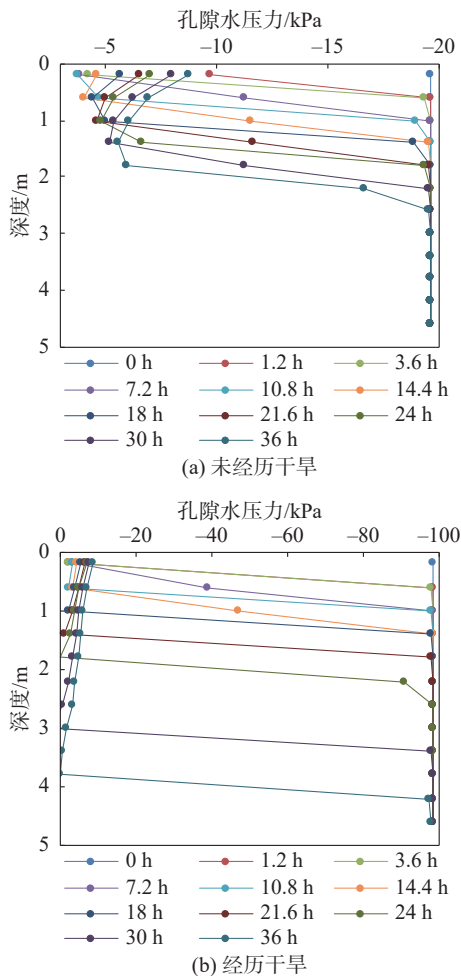 孔隙水压力/kPa
−5 −10 −15 −20
0
1
2
3
4
5
深度/m
0 h 1.2 h 3.6 h
7.2 h 10.8 h 14.4 h
18 h 21.6 h 24 h
30 h 36 h
(a) 未经历干旱
孔隙水压力/kPa
0 −20 −40 −60 −80 −100
0
1
2
3
4
5
深度/m
0 h 1.2 h 3.6 h
7.2 h 10.8 h 14.4 h
18 h 21.6 h 24 h
30 h 36 h
(b) 经历干旱